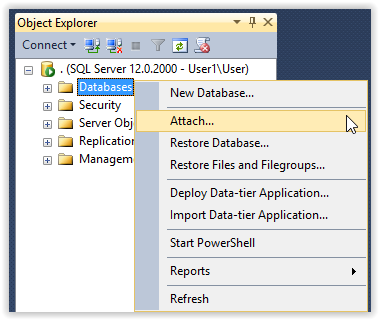 Object Explorer
Connect
. (SQL Server 12.0.2000 - User1\User)
Databases
Security
Server Obj
Replication
Manageme
New Database...
Attach...
Restore Database...
Restore Files and Filegroups...
Deploy Data-tier Application...
Import Data-tier Application...
Start PowerShell
Reports
Refresh